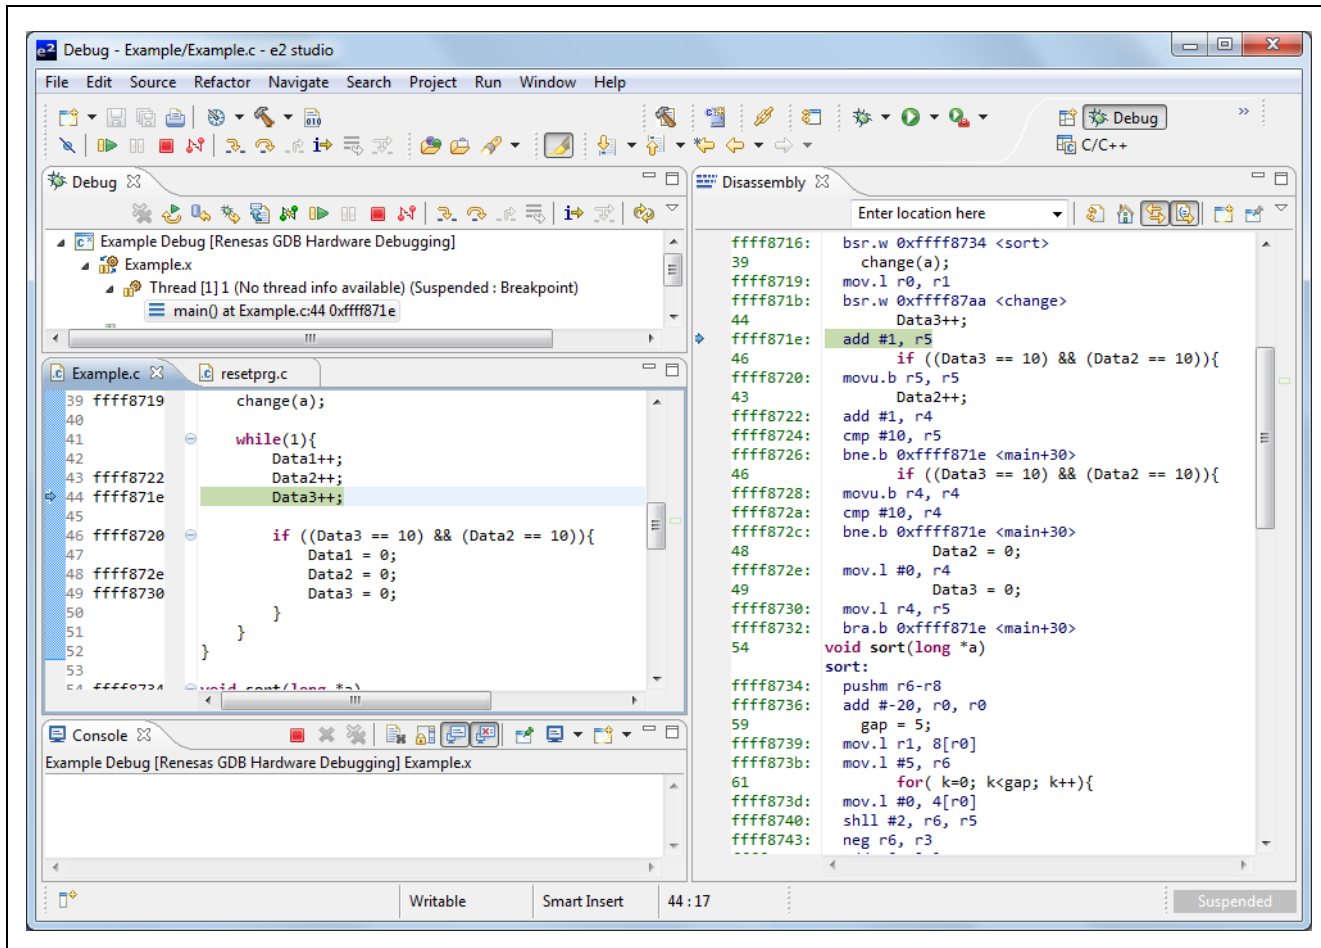 e2 Debug - Example/Example.c - e2 studio
File Edit Source Refactor Navigate Search Project Run Window Help
Debug
C/C++
Debug
Example Debug [Renesas GDB Hardware Debugging]
Example.x
Thread [1] 1 (No thread info available) (Suspended : Breakpoint)
main() at Example.c:44 0xffff871e
Example.c resetprg.c
39 ffff8719 change(a);
40
41 while(1){
42 Data1++;
43 ffff8722 Data2++;
44 ffff871e Data3++;
45
46 ffff8720 if ((Data3 == 10) && (Data2 == 10)){
47 Data1 = 0;
48 ffff872e Data2 = 0;
49 ffff8730 Data3 = 0;
50 }
51 }
52 }
53
54 ffff8734 void sort(long *a)
Console
Example Debug [Renesas GDB Hardware Debugging] Example.x
Disassembly
Enter location here
ffff8716: bsr.w 0xffff8734 <sort>
39 change(a);
ffff8719: mov.l r0, r1
ffff871b: bsr.w 0xffff87aa <change>
44 Data3++;
ffff871e: add #1, r5
46 if ((Data3 == 10) && (Data2 == 10)){
ffff8720: movu.b r5, r5
43 Data2++;
ffff8722: add #1, r4
ffff8724: cmp #10, r5
ffff8726: bne.b 0xffff871e <main+30>
46 if ((Data3 == 10) && (Data2 == 10)){
ffff8728: movu.b r4, r4
ffff872a: cmp #10, r4
ffff872c: bne.b 0xffff871e <main+30>
48 Data2 = 0;
ffff872e: mov.l #0, r4
49 Data3 = 0;
ffff8730: mov.l r4, r5
ffff8732: bra.b 0xffff871e <main+30>
54 void sort(long *a)
sort:
ffff8734: pushm r6-r8
ffff8736: add #-20, r0, r0
59 gap = 5;
ffff8739: mov.l r1, 8[r0]
ffff873b: mov.l #5, r6
61 for( k=0; k<gap; k++){
ffff873d: mov.l #0, 4[r0]
ffff8740: shll #2, r6, r5
ffff8743: neg r6, r3
Writable Smart Insert 44 : 17 Suspended